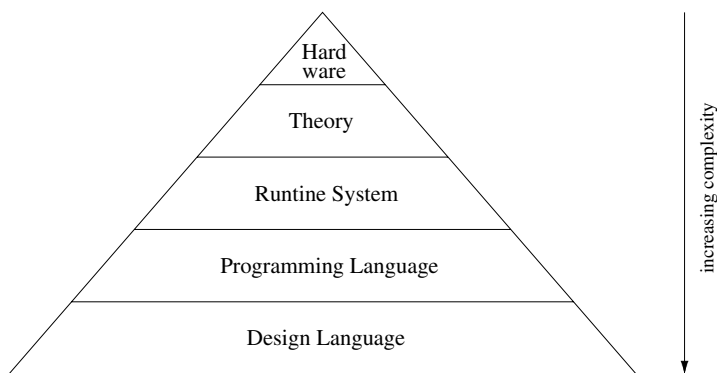 Hard
ware
Theory
Runtine System
Programming Language
Design Language
increasing complexity